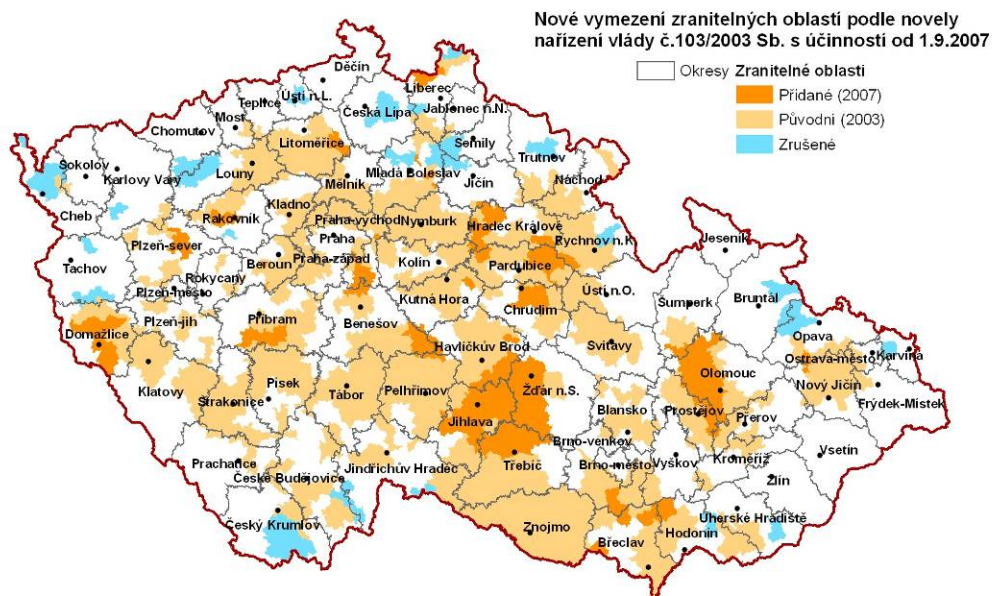 Nové vymezení zranitelných oblastí podle novely
nařízení vlády č.103/2003 Sb. s účinností od 1.9.2007
Okresy Zranitelné oblasti
Přidané (2007)
Původní (2003)
Zrušené
Děčín
Liberec
Ústí n.L.
Teplice
Jablonec n.N.
Česká Lípa
Most
Chomutov
Litoměřice
Semily
Trutnov
Sokolov
Louny
Mladá Boleslav
Karlovy Vary
Mělník
Jičín
Náchod
Kladno
Cheb
Rakovník
Praha-východ
Nymburk
Hradec Králové
Praha
Rychnov n.K.
Plzeň-sever
Jeseník
Beroun
Praha-západ
Kolín
Pardubice
Tachov
Rokycany
Plzeň-město
Kutná Hora
Ústí n.O.
Šumperk
Bruntál
Chrudim
Příbram
Plzeň-jih
Benešov
Domažlice
Opava
Svitavy
Havlíčkův Brod
Ostrava-město
Karviná
Olomouc
Nový Jičín
Klatovy
Písek
Tábor
Pelhřimov
Žďár n.S.
Frýdek-Místek
Strakonice
Blansko
Prostějov
Přerov
Jihlava
Brno-venkov
Vsetín
Prachatice
Jindřichův Hradec
Třebíč
Brno-město
Vyškov
Kroměříž
České Budějovice
Zlín
Uherské Hradiště
Český Krumlov
Znojmo
Hodonín
Břeclav